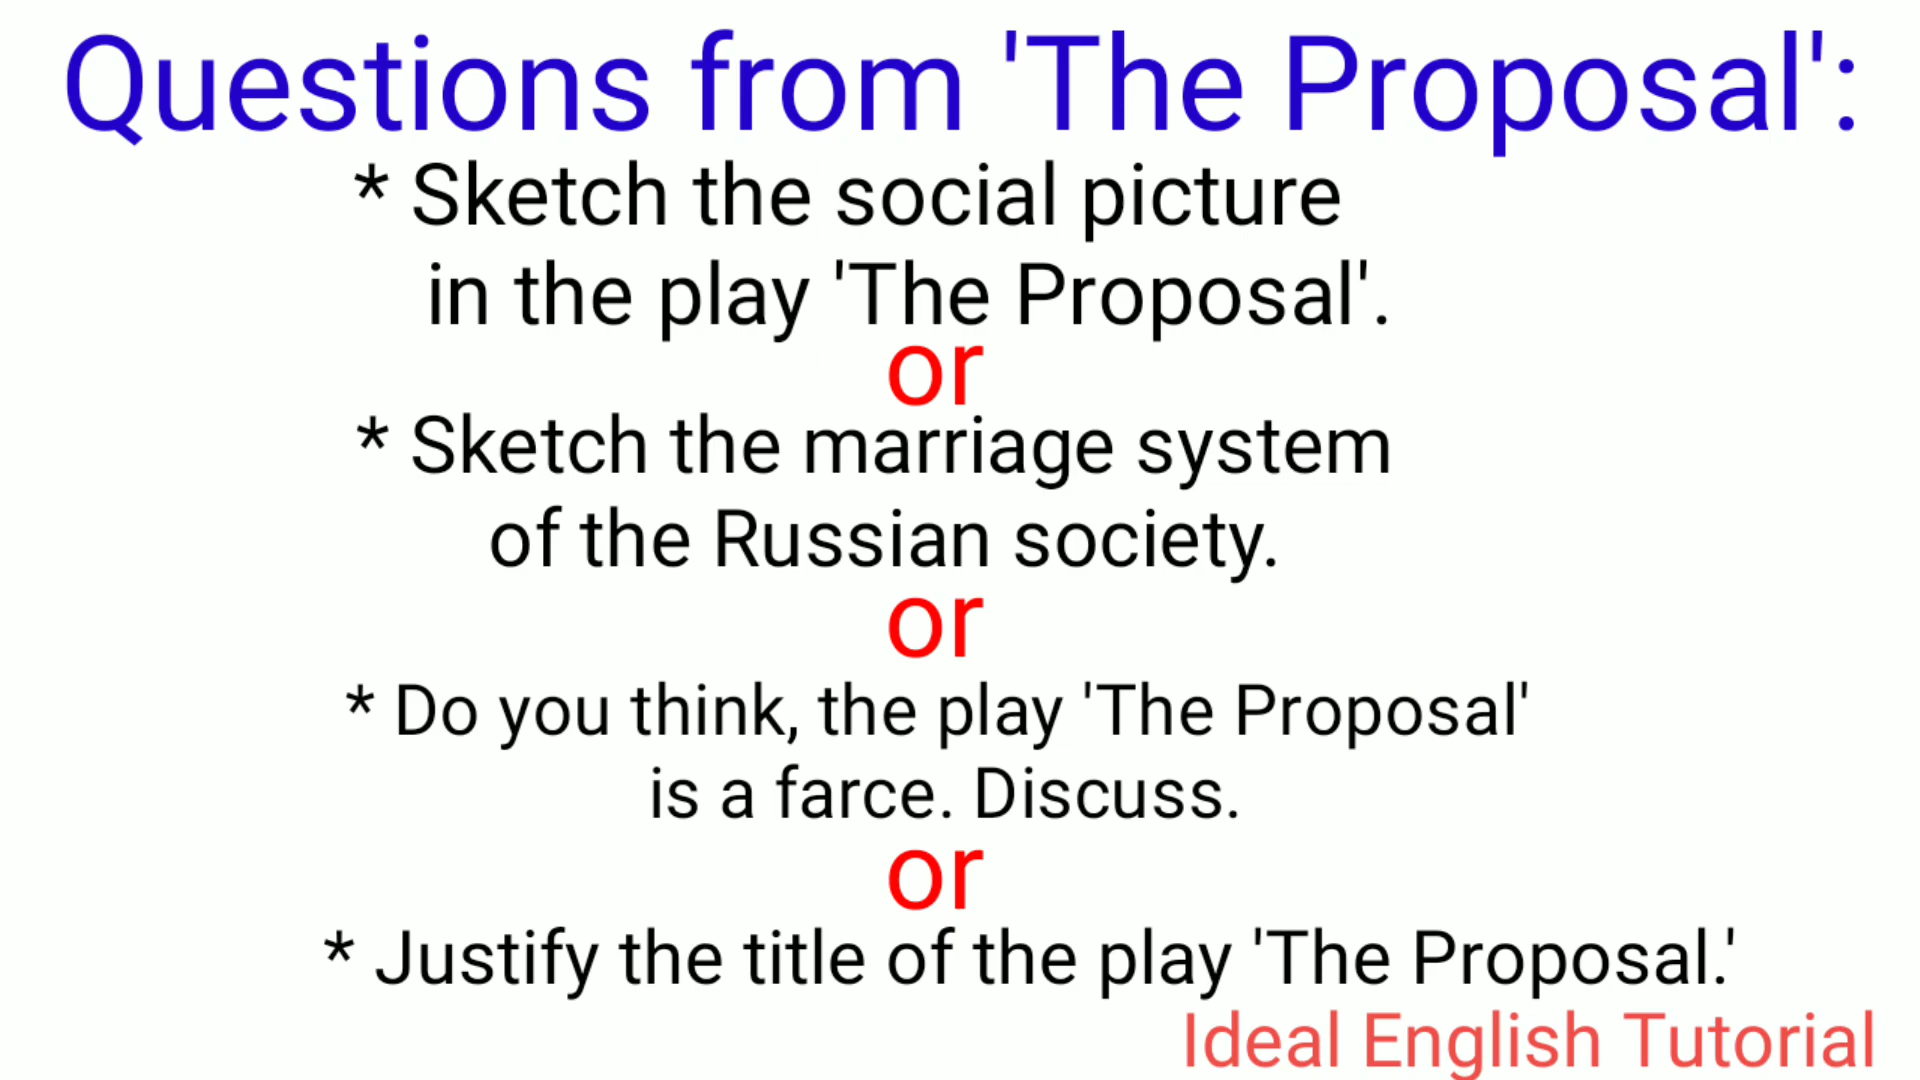 Questions from 'The Proposal':
* Sketch the social picture
in the play 'The Proposal'.
or
* Sketch the marriage system
of the Russian society.
or
* Do you think, the play 'The Proposal'
is a farce. Discuss.
or
* Justify the title of the play 'The Proposal.'
Ideal English Tutorial